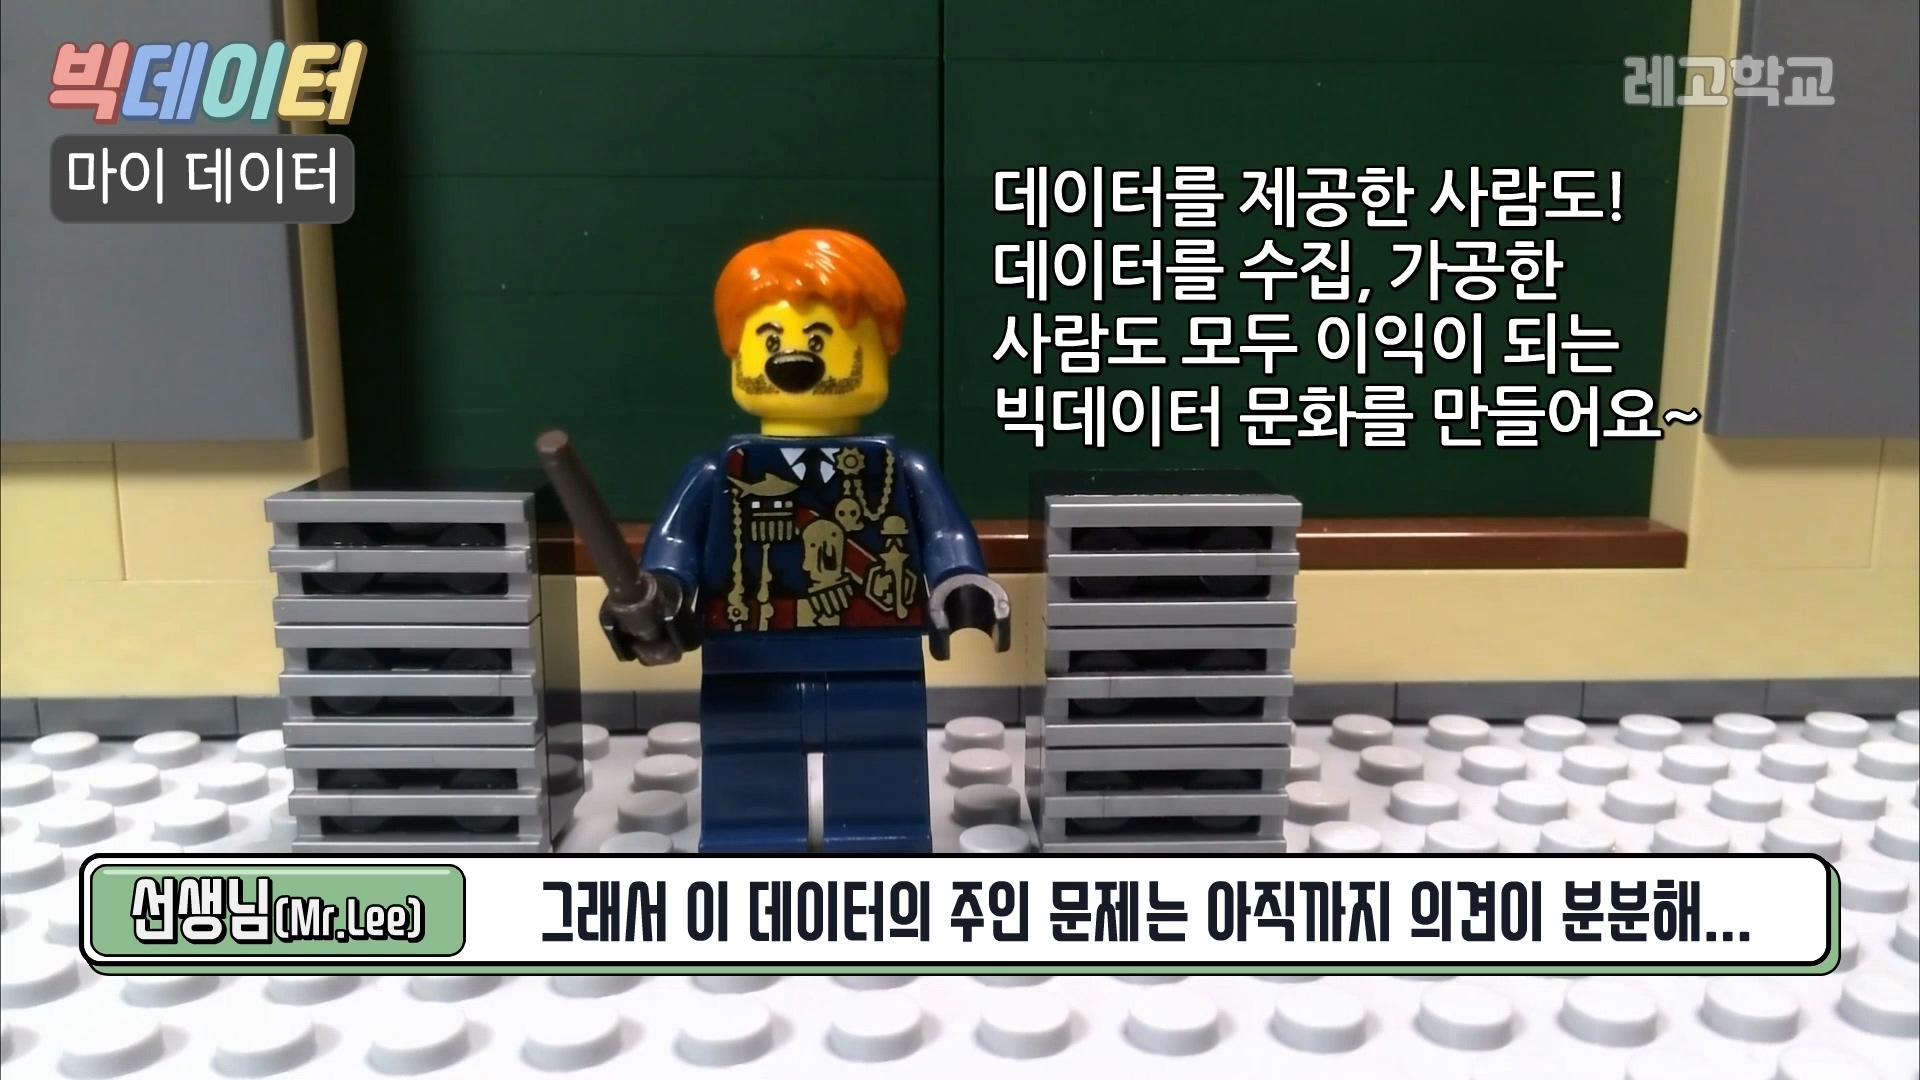 빅데이터
마이 데이터
레고학교
데이터를 제공한 사람도!
데이터를 수집, 가공한
사람도 모두 이익이 되는
빅데이터 문화를 만들어요~
선생님(Mr.Lee)
그래서 이 데이터의 주인 문제는 아직까지 의견이 분분해...